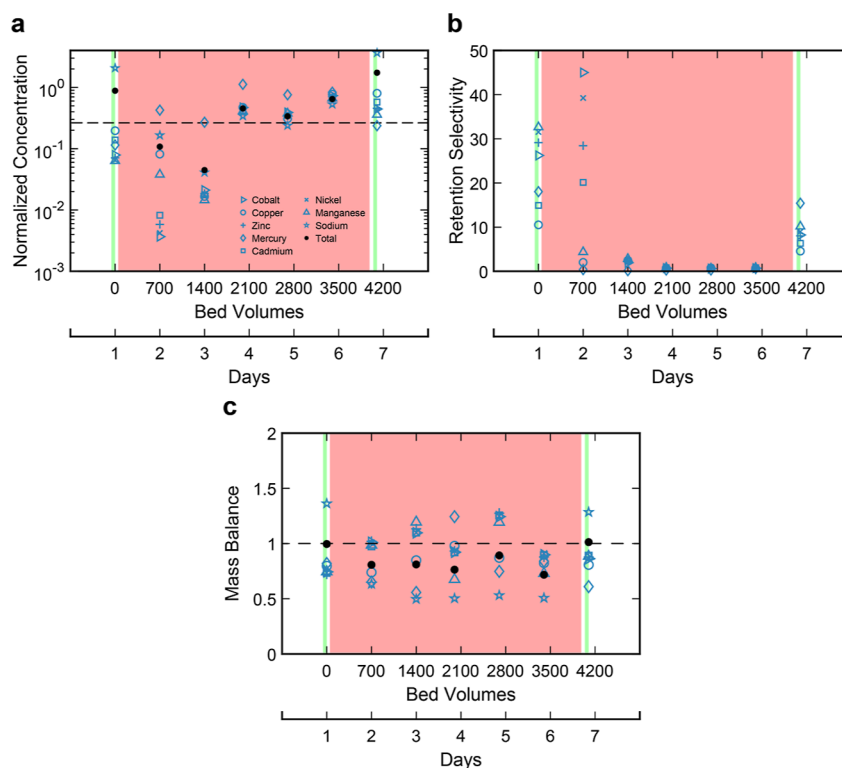 a
Normalized Concentration
10^0
10^-1
10^-2
10^-3
Cobalt
Copper
Zinc
Mercury
Cadmium
Nickel
Manganese
Sodium
Total
0 700 1400 2100 2800 3500 4200
Bed Volumes
1 2 3 4 5 6 7
Days
b
Retention Selectivity
50
40
30
20
10
0
0 700 1400 2100 2800 3500 4200
Bed Volumes
1 2 3 4 5 6 7
Days
c
Mass Balance
2
1.5
1
0.5
0
0 700 1400 2100 2800 3500 4200
Bed Volumes
1 2 3 4 5 6 7
Days